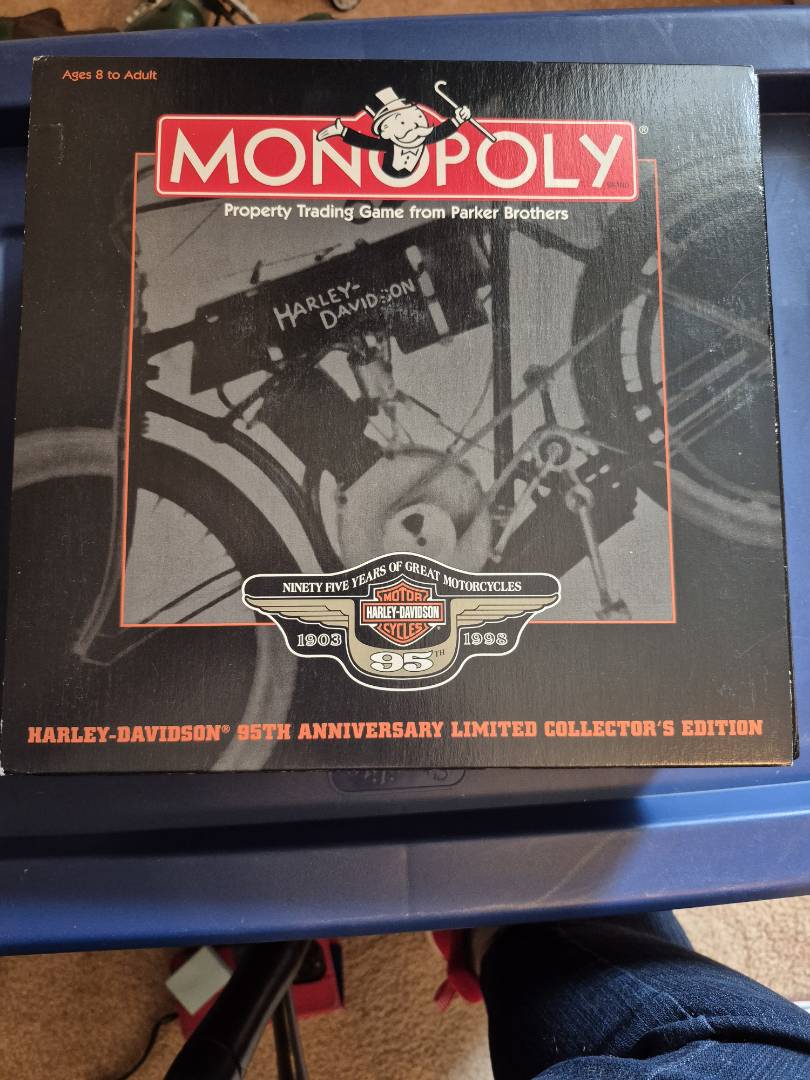 Ages 8 to Adult
MONOPOLY®
Property Trading Game from Parker Brothers
HARLEY-
DAVIDSON
NINETY FIVE YEARS OF GREAT MOTORCYCLES
MOTOR
HARLEY-DAVIDSON
CYCLES
1903
1998
95TH
HARLEY-DAVIDSON® 95TH ANNIVERSARY LIMITED COLLECTOR'S EDITION